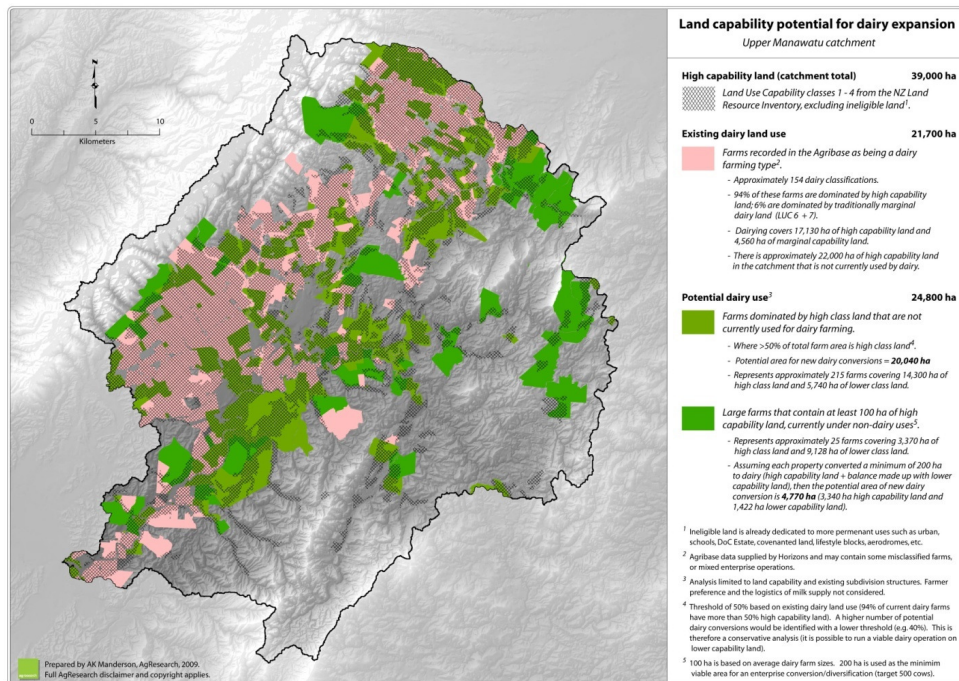 Land capability potential for dairy expansion
Upper Manawatu catchment
High capability land (catchment total) 39,000 ha
Land Use Capability classes 1 - 4 from the NZ Land
Resource Inventory, excluding ineligible land1.
Existing dairy land use 21,700 ha
Farms recorded in the Agribase as being a dairy
farming type2.
- Approximately 154 dairy classifications.
- 94% of these farms are dominated by high capability
land; 6% are dominated by traditionally marginal
dairy land (LUC 6 + 7).
- Dairying covers 17,130 ha of high capability land and
4,560 ha of marginal capability land.
- There is approximately 22,000 ha of high capability land
in the catchment that is not currently used by dairy.
Potential dairy use3 24,800 ha
Farms dominated by high class land that are not
currently used for dairy farming.
- Where >50% of total farm area is high class land4.
- Potential area for new dairy conversions = 20,040 ha
- Represents approximately 215 farms covering 14,300 ha of
high class land and 5,740 ha of lower class land.
Large farms that contain at least 100 ha of high
capability land, currently under non-dairy uses5.
- Represents approximately 25 farms covering 3,370 ha of
high class land and 9,128 ha of lower class land.
- Assuming each property converted a minimum of 200 ha
to dairy (high capability land + balance made up with lower
capability land), then the potential area of new dairy
conversion is 4,770 ha (3,340 ha high capability land and
1,422 ha lower capability land).
1 Ineligible land is already dedicated to more permenant uses such as urban,
schools, DoC Estate, covenanted land, lifestyle blocks, aerodromes, etc.
2 Agribase data supplied by Horizons and may contain some misclassified farms,
or mixed enterprise operations.
3 Analysis limited to land capability and existing subdivision structures. Farmer
preference and the logistics of milk supply not considered.
4 Threshold of 50% based on existing dairy land use (94% of current dairy farms
have more than 50% high capability land). A higher number of potential
dairy conversions would be identified with a lower threshold (e.g. 40%). This is
therefore a conservative analysis (it is possible to run a viable dairy operation on
lower capability land).
5 100 ha is based on average dairy farm sizes. 200 ha is used as the minimim
viable area for an enterprise conversion/diversification (target 500 cows).
0 5 10
Kilometers
Prepared by AK Manderson, AgResearch, 2009.
Full AgResearch disclaimer and copyright applies.